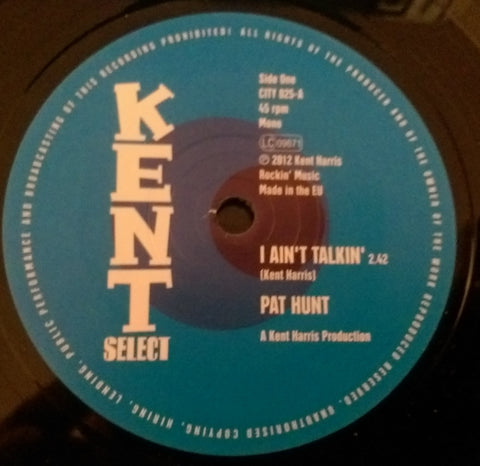 KENT
SELECT
Side One
CITY 025-A
45 rpm
Mono
LC 09671
℗ © 2012 Kent Harris
Rockin' Music
Made in the EU
I AIN'T TALKIN' 2.42
(Kent Harris)
PAT HUNT
A Kent Harris Production
ALL RIGHTS OF THE PRODUCER AND OF THE OWNER OF THE WORK REPRODUCED RESERVED. UNAUTHORISED COPYING, HIRING, LENDING, PUBLIC PERFORMANCE AND BROADCASTING OF THIS RECORDING PROHIBITED!